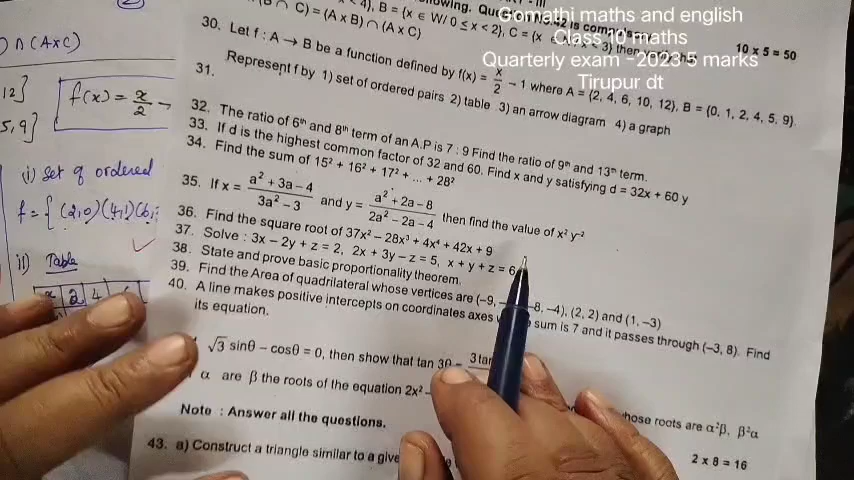 Gomathi maths and english
Class 10 maths
Quarterly exam -2023 5 marks
Tirupur dt
(B ∩ C) = (A x B) ∩ (A x C)
10 x 5 = 50
30. Let f : A → B be a function defined by f(x) = x/2 − 1 where A = {2, 4, 6, 10, 12}, B = {0, 1, 2, 4, 5, 9}.
31. Represent f by 1) set of ordered pairs 2) table 3) an arrow diagram 4) a graph
32. The ratio of 6th and 8th term of an A.P is 7 : 9 Find the ratio of 9th and 13th term.
33. If d is the highest common factor of 32 and 60. Find x and y satisfying d = 32x + 60 y
34. Find the sum of 15² + 16² + 17² + ... + 28²
35. If x = (a² + 3a − 4)/(3a² − 3) and y = (a² + 2a − 8)/(2a² − 2a − 4) then find the value of x² y⁻²
36. Find the square root of 37x² − 28x³ + 4x⁴ + 42x + 9
37. Solve : 3x − 2y + z = 2, 2x + 3y − z = 5, x + y + z = 6
38. State and prove basic proportionality theorem.
39. Find the Area of quadrilateral whose vertices are (−9, −8, −4), (2, 2) and (1, −3)
40. A line makes positive intercepts on coordinates axes sum is 7 and it passes through (−3, 8). Find
its equation.
√3 sinθ − cosθ = 0, then show that tan 3θ = 3 tan
α are β the roots of the equation 2x² − whose roots are α²β, β²α
Note : Answer all the questions.
2 x 8 = 16
43. a) Construct a triangle similar to a give
) ∩ (A x C)
12}
f(x) = x/2 −
5, 9}
(i) Set of ordered
f = { (2,0) (4,1) (6,
ii) Table
x 2 4